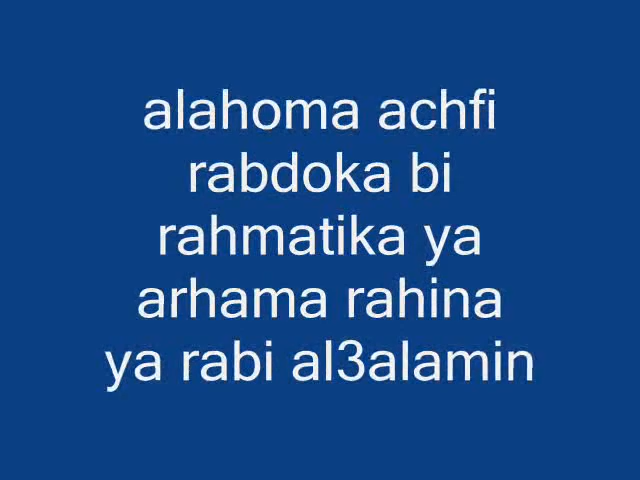 alahoma achfi
rabdoka bi
rahmatika ya
arhama rahina
ya rabi al3alamin